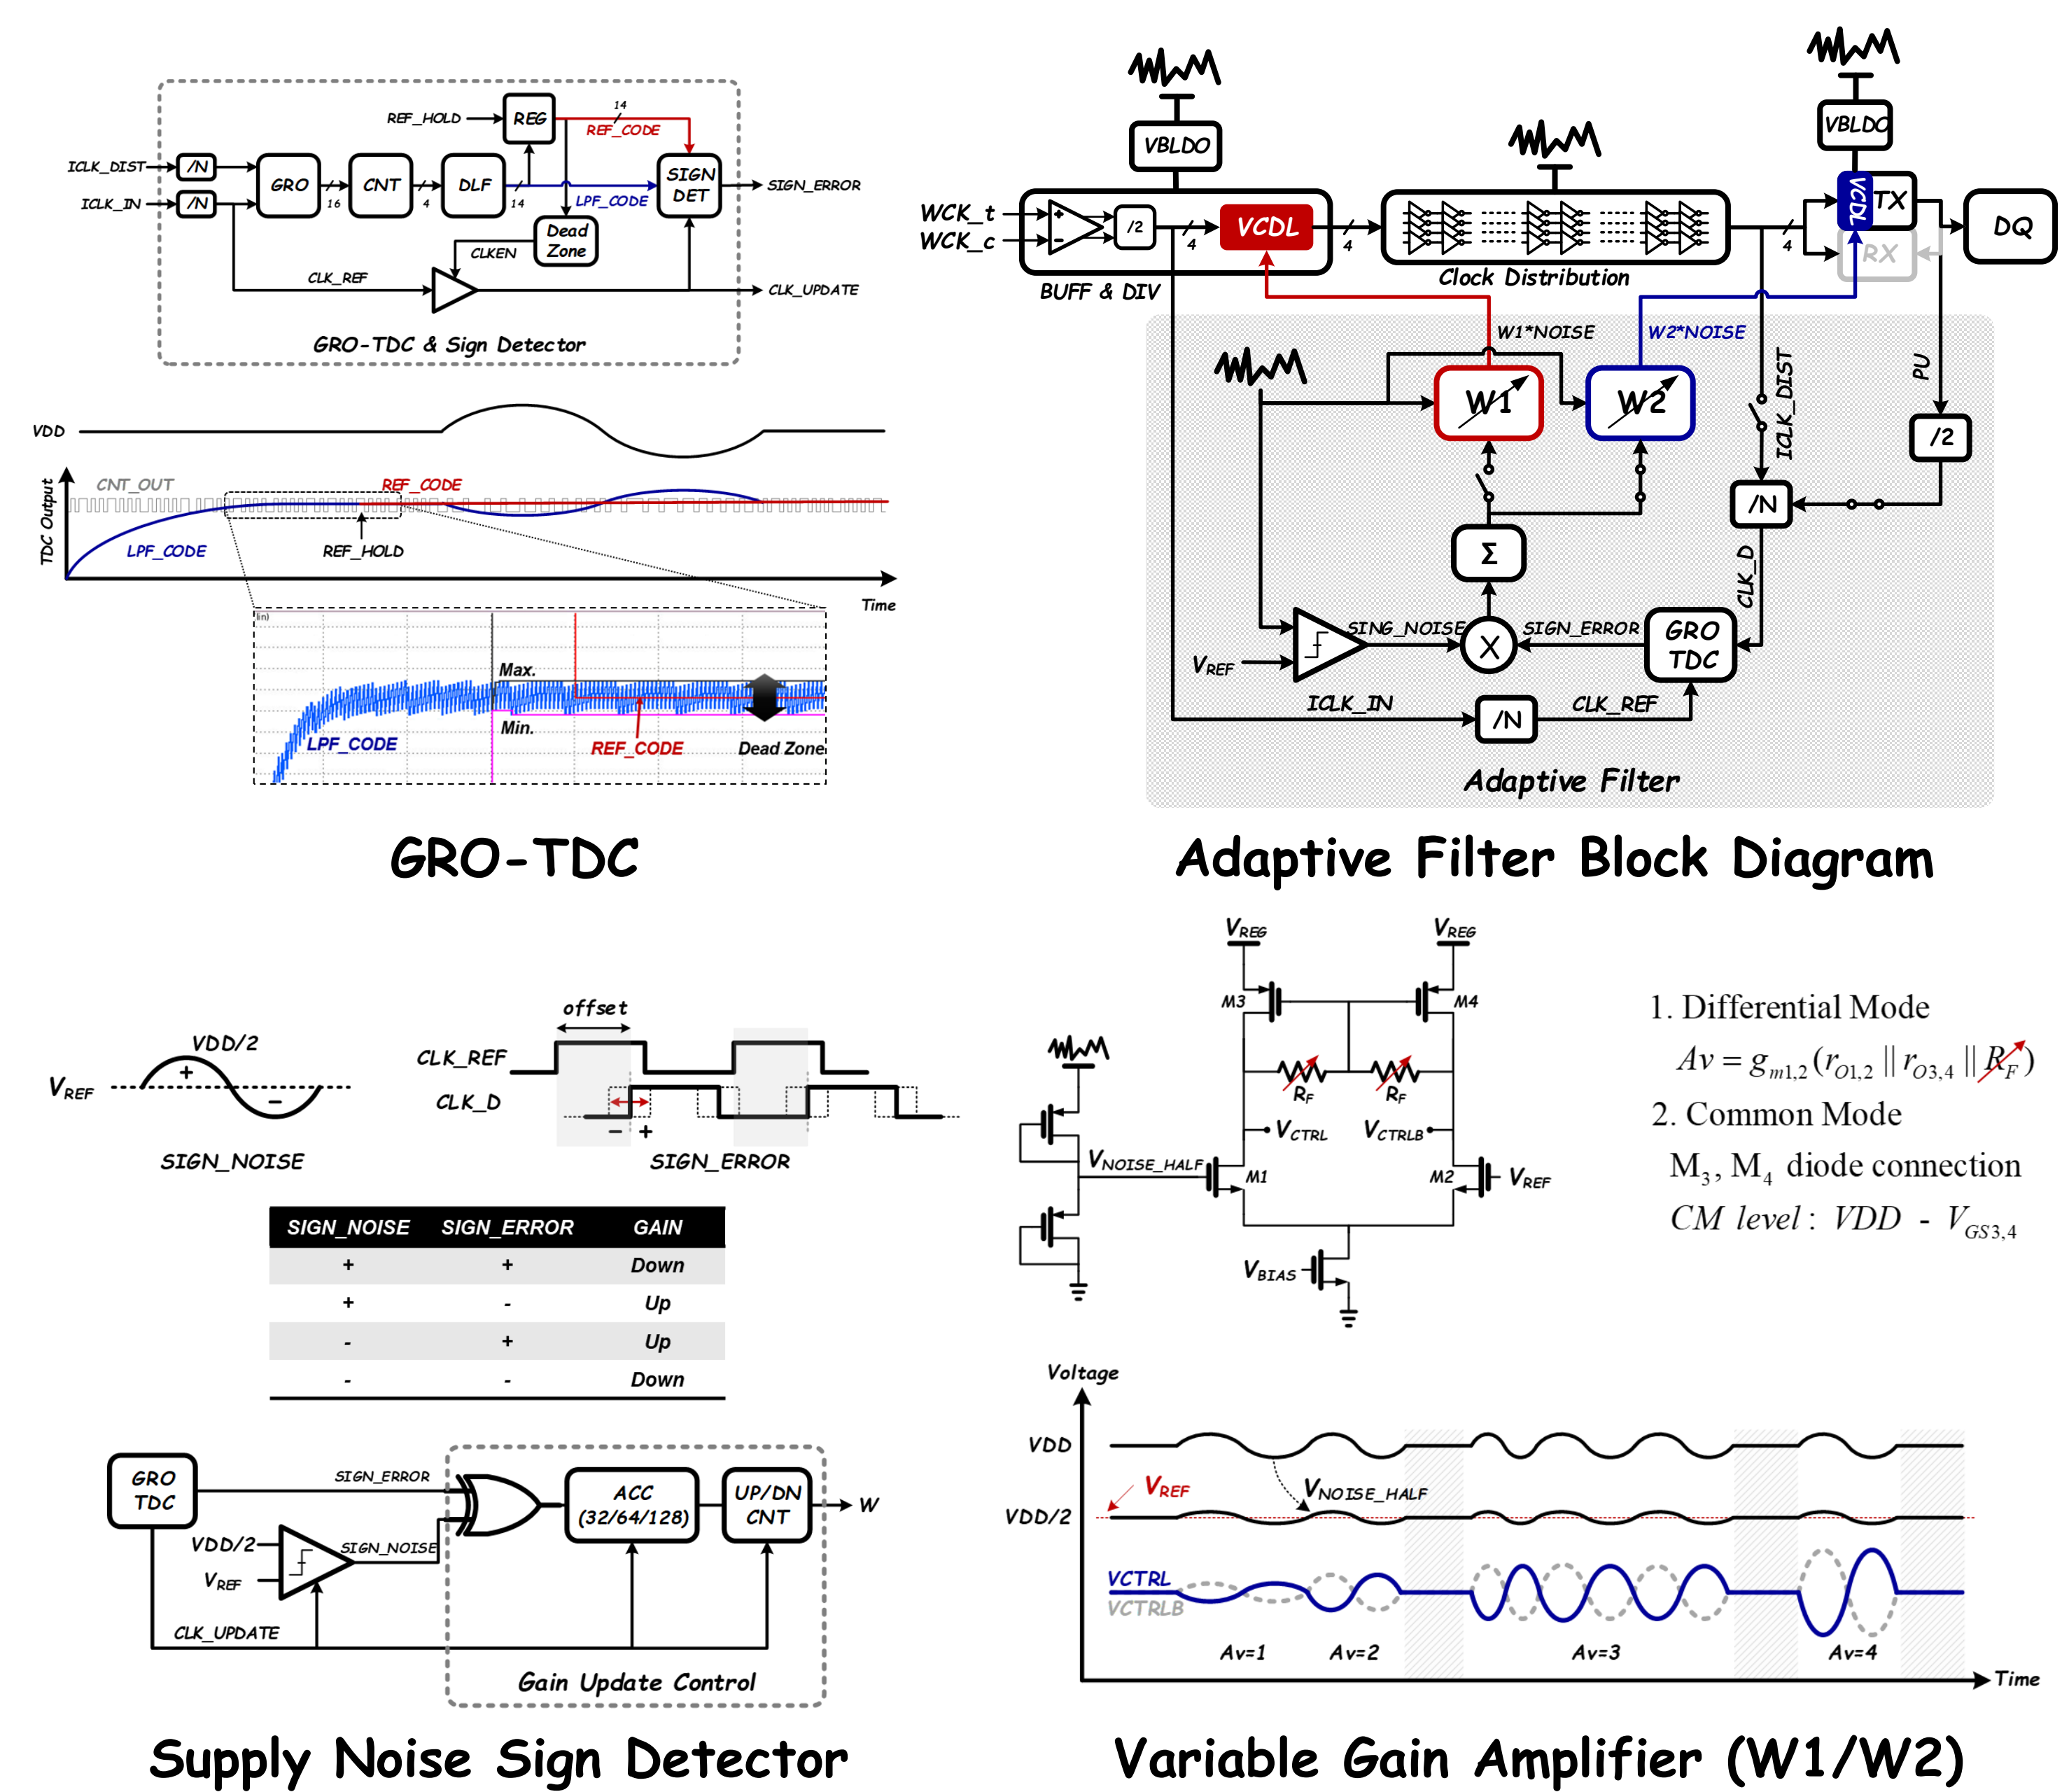 REF_HOLD
REG
14
REF_CODE
ICLK_DIST
/N
ICLK_IN
/N
GRO
16
CNT
4
DLF
14
LPF_CODE
SIGN
DET
SIGN_ERROR
Dead
Zone
CLKEN
CLK_REF
CLK_UPDATE
GRO-TDC & Sign Detector
VDD
TDC Output
CNT_OUT
REF_CODE
LPF_CODE
REF_HOLD
Time
lin)
Max.
Min.
LPF_CODE
REF_CODE
Dead Zone
GRO-TDC
VBLDO
VBLDO
WCK_t
WCK_c
+
-
/2
4
VCDL
4
BUFF & DIV
Clock Distribution
4
VCDL
TX
RX
DQ
W1*NOISE
W2*NOISE
W1
W2
ICLK_DIST
PU
/2
/N
Σ
CLK_D
SING_NOISE
X
SIGN_ERROR
GRO
TDC
VREF
ICLK_IN
/N
CLK_REF
Adaptive Filter
Adaptive Filter Block Diagram
VDD/2
VREF
+
-
SIGN_NOISE
offset
CLK_REF
CLK_D
- +
SIGN_ERROR
SIGN_NOISE SIGN_ERROR GAIN
+ + Down
+ - Up
- + Up
- - Down
GRO
TDC
SIGN_ERROR
VDD/2
VREF
SIGN_NOISE
CLK_UPDATE
ACC
(32/64/128)
UP/DN
CNT
W
Gain Update Control
Supply Noise Sign Detector
VREG
VREG
M3
M4
RF
RF
VCTRL
VCTRLB
VNOISE_HALF
M1
M2
VREF
VBIAS
1. Differential Mode
Av = gm1,2 (rO1,2 || rO3,4 || RF)
2. Common Mode
M3, M4 diode connection
CM level : VDD - VGS3,4
Voltage
VDD
VREF
VNOISE_HALF
VDD/2
VCTRL
VCTRLB
Av=1
Av=2
Av=3
Av=4
Time
Variable Gain Amplifier (W1/W2)